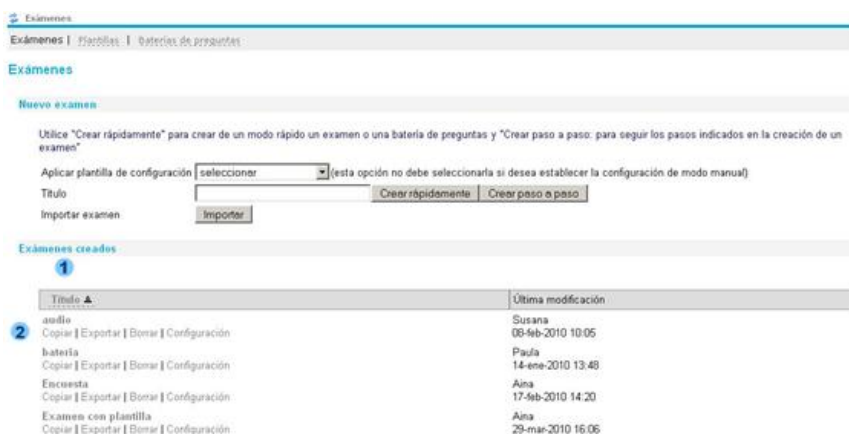 Exámenes
Exámenes | Plantillas | Baterías de preguntas
Exámenes
Nuevo examen
Utilice "Crear rápidamente" para crear de un modo rápido un examen o una batería de preguntas y "Crear paso a paso: para seguir los pasos indicados en la creación de un
examen"
Aplicar plantilla de configuración seleccionar (esta opción no debe seleccionarla si desea establecer la configuración de modo manual)
Título Crear rápidamente Crear paso a paso
Importar examen Importar
Exámenes creados
1
Título ▲ Última modificación
audio Susana
2 Copiar | Exportar | Borrar | Configuración 08-feb-2010 10:05
bateria Paula
Copiar | Exportar | Borrar | Configuración 14-ene-2010 13:48
Encuesta Aina
Copiar | Exportar | Borrar | Configuración 17-feb-2010 14:20
Examen con plantilla Aina
Copiar | Exportar | Borrar | Configuración 29-mar-2010 16:06